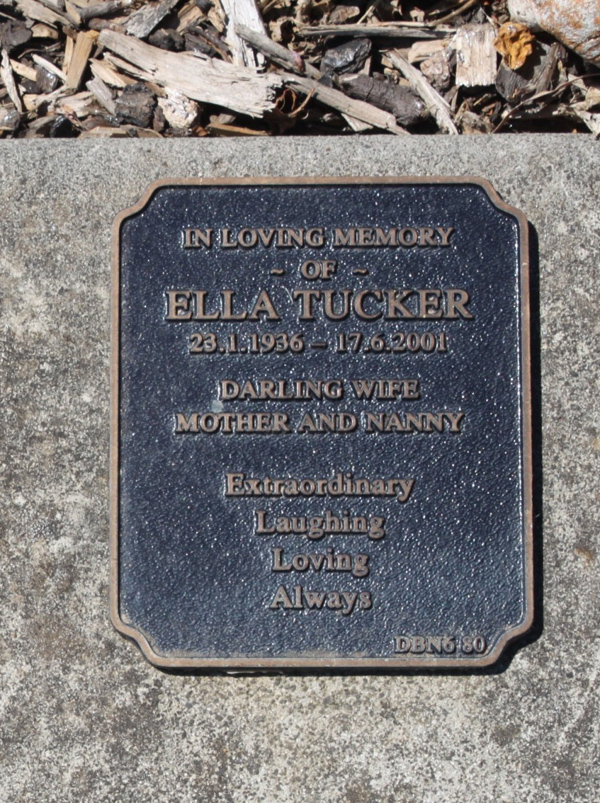 IN LOVING MEMORY
~ OF ~
ELLA TUCKER
23.1.1936 – 17.6.2001
DARLING WIFE
MOTHER AND NANNY
Extraordinary
Laughing
Loving
Always
DBN6 80